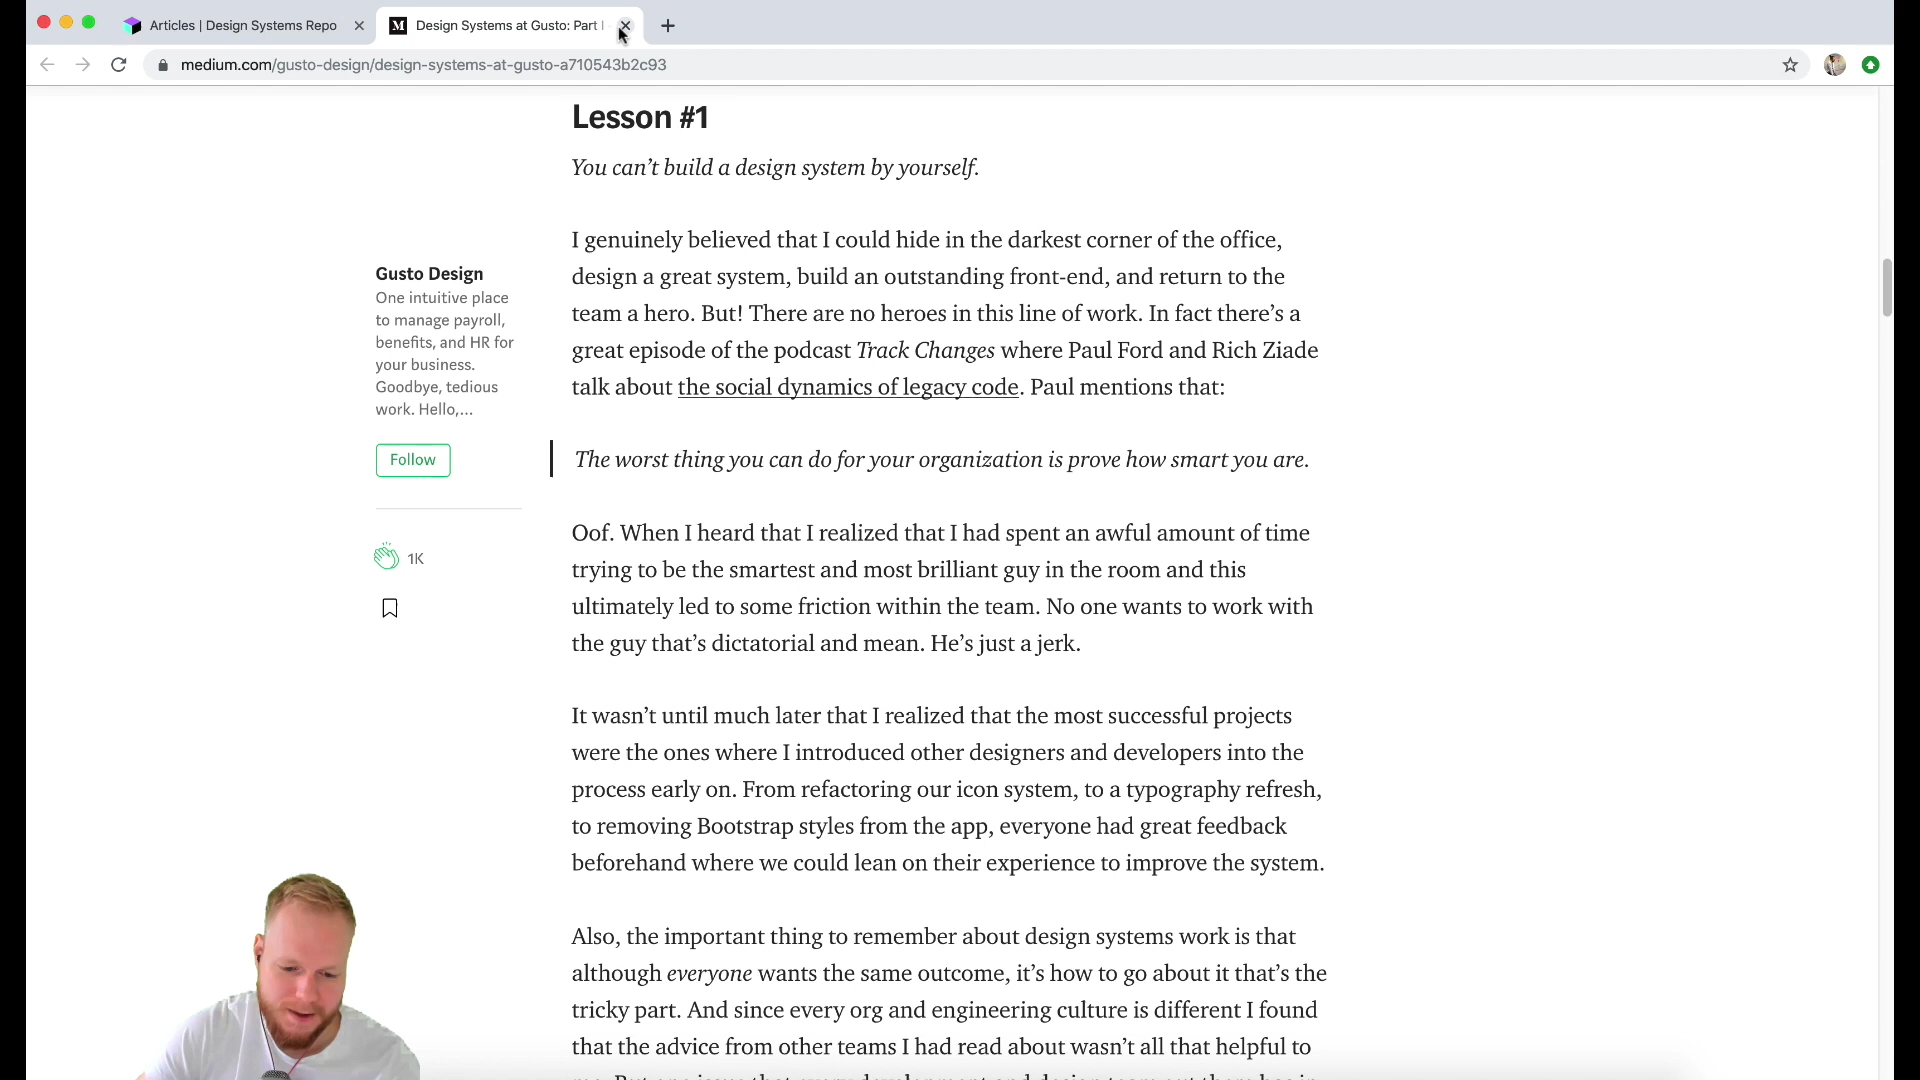 Articles | Design Systems Repo
M Design Systems at Gusto: Part I
medium.com/gusto-design/design-systems-at-gusto-a710543b2c93
Lesson #1
You can’t build a design system by yourself.
I genuinely believed that I could hide in the darkest corner of the office,
design a great system, build an outstanding front-end, and return to the
team a hero. But! There are no heroes in this line of work. In fact there’s a
great episode of the podcast Track Changes where Paul Ford and Rich Ziade
talk about the social dynamics of legacy code. Paul mentions that:
Gusto Design
One intuitive place
to manage payroll,
benefits, and HR for
your business.
Goodbye, tedious
work. Hello,...
Follow
1K
The worst thing you can do for your organization is prove how smart you are.
Oof. When I heard that I realized that I had spent an awful amount of time
trying to be the smartest and most brilliant guy in the room and this
ultimately led to some friction within the team. No one wants to work with
the guy that’s dictatorial and mean. He’s just a jerk.
It wasn’t until much later that I realized that the most successful projects
were the ones where I introduced other designers and developers into the
process early on. From refactoring our icon system, to a typography refresh,
to removing Bootstrap styles from the app, everyone had great feedback
beforehand where we could lean on their experience to improve the system.
Also, the important thing to remember about design systems work is that
although everyone wants the same outcome, it’s how to go about it that’s the
tricky part. And since every org and engineering culture is different I found
that the advice from other teams I had read about wasn’t all that helpful to